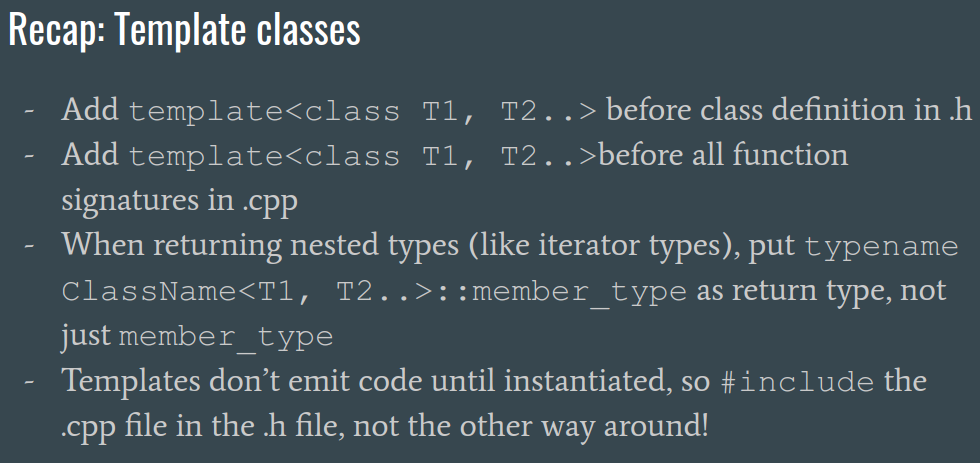 Recap: Template classes
- Add template<class T1, T2..> before class definition in .h
- Add template<class T1, T2..>before all function
signatures in .cpp
- When returning nested types (like iterator types), put typename
ClassName<T1, T2..>::member_type as return type, not
just member_type
- Templates don’t emit code until instantiated, so #include the
.cpp file in the .h file, not the other way around!